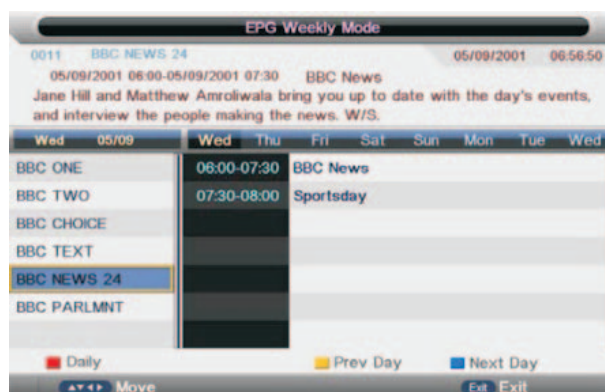 EPG Weekly Mode
0011 BBC NEWS 24 05/09/2001 06:56:50
05/09/2001 06:00-05/09/2001 07:30 BBC News
Jane Hill and Matthew Amroliwala bring you up to date with the day's events,
and interview the people making the news. W/S.
Wed 05/09 Wed Thu Fri Sat Sun Mon Tue Wed
BBC ONE 06:00-07:30 BBC News
BBC TWO 07:30-08:00 Sportsday
BBC CHOICE
BBC TEXT
BBC NEWS 24
BBC PARLMNT
Daily Prev Day Next Day
Move Exit Exit